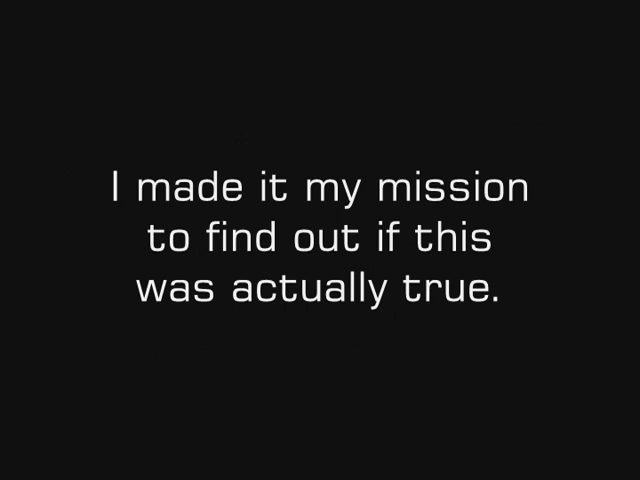 I made it my mission
to find out if this
was actually true.